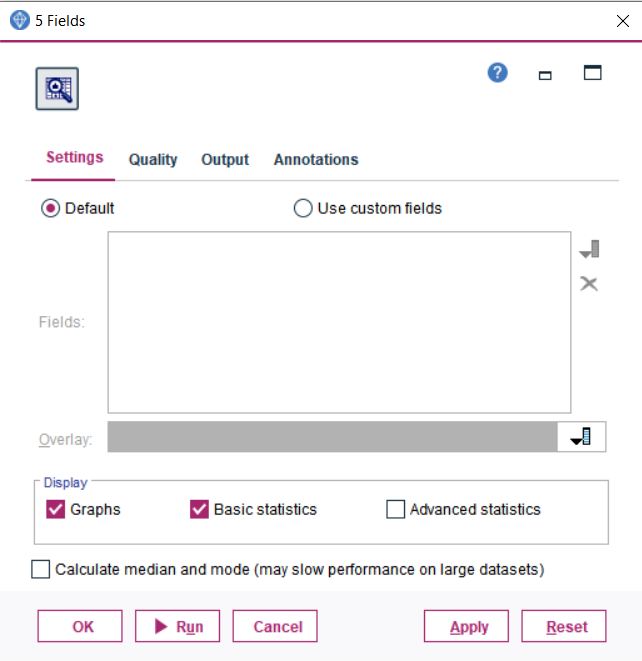 5 Fields
?
Settings Quality Output Annotations
Default Use custom fields
Fields:
Overlay:
Display
Graphs Basic statistics Advanced statistics
Calculate median and mode (may slow performance on large datasets)
OK Run Cancel Apply Reset